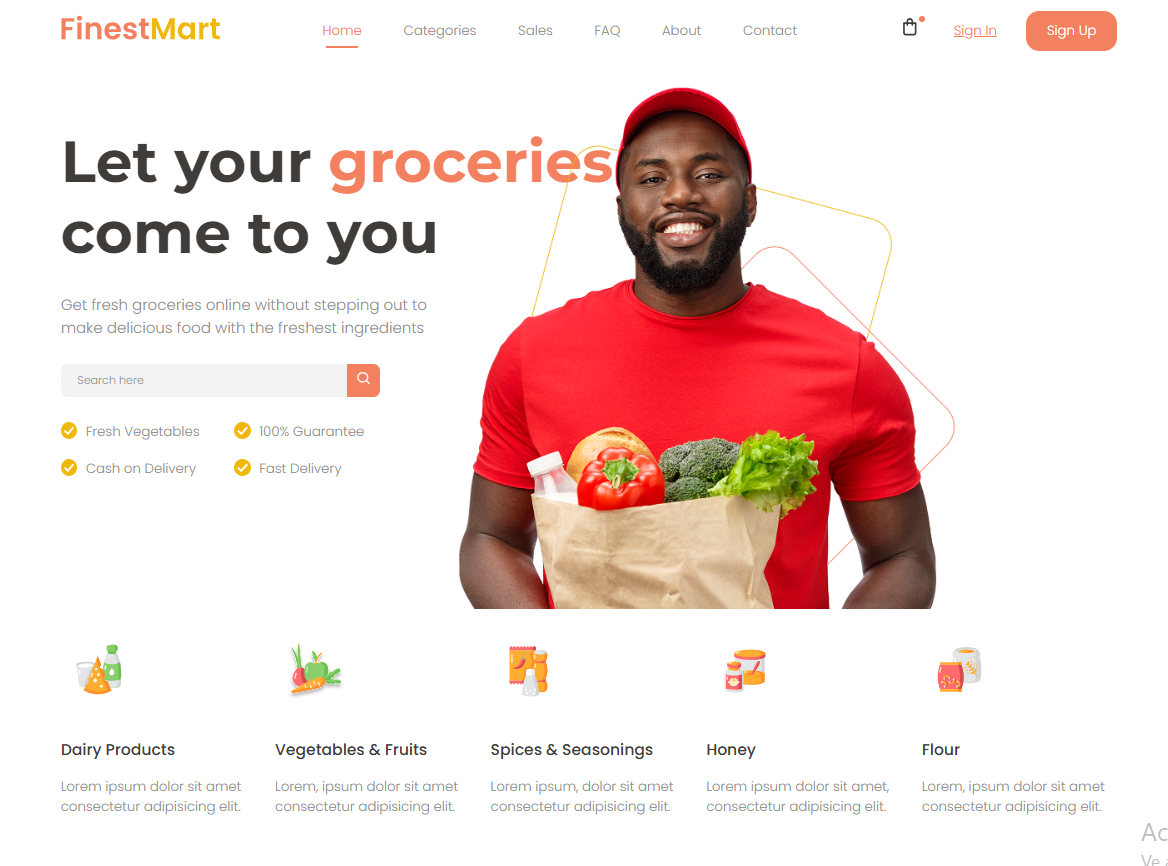 FinestMart
Home Categories Sales FAQ About Contact
Sign In
Sign Up
Let your groceries
come to you
Get fresh groceries online without stepping out to
make delicious food with the freshest ingredients
Search here
Fresh Vegetables
100% Guarantee
Cash on Delivery
Fast Delivery
Dairy Products
Lorem ipsum dolor sit amet
consectetur adipisicing elit.
Vegetables & Fruits
Lorem, ipsum dolor sit amet
consectetur adipisicing elit.
Spices & Seasonings
Lorem ipsum, dolor sit amet
consectetur adipisicing elit.
Honey
Lorem ipsum dolor sit amet,
consectetur adipisicing elit.
Flour
Lorem, ipsum dolor sit amet
consectetur adipisicing elit.